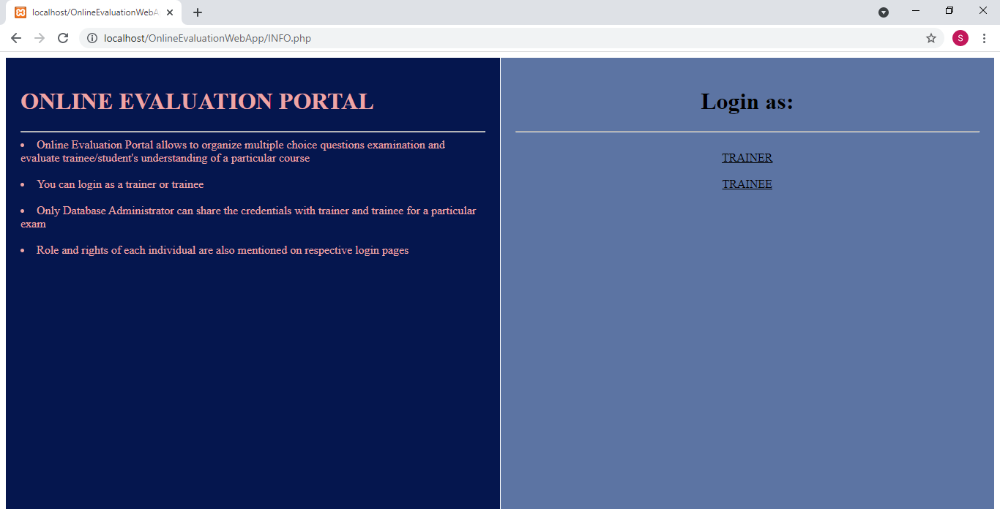 localhost/OnlineEvaluationWebA
localhost/OnlineEvaluationWebApp/INFO.php
S
ONLINE EVALUATION PORTAL
• Online Evaluation Portal allows to organize multiple choice questions examination and
evaluate trainee/student's understanding of a particular course
• You can login as a trainer or trainee
• Only Database Administrator can share the credentials with trainer and trainee for a particular
exam
• Role and rights of each individual are also mentioned on respective login pages
Login as:
TRAINER
TRAINEE